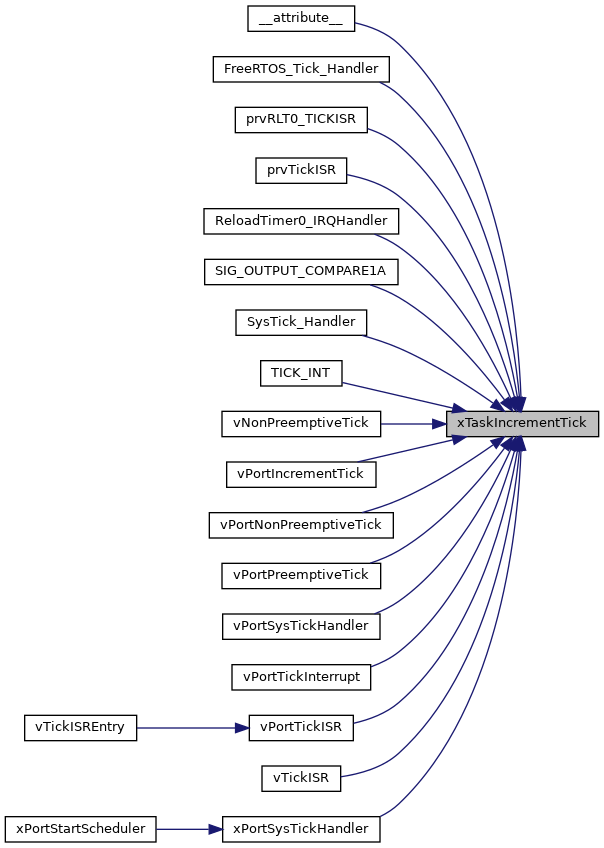 __attribute__
FreeRTOS_Tick_Handler
prvRLT0_TICKISR
prvTickISR
ReloadTimer0_IRQHandler
SIG_OUTPUT_COMPARE1A
SysTick_Handler
TICK_INT
vNonPreemptiveTick
xTaskIncrementTick
vPortIncrementTick
vPortNonPreemptiveTick
vPortPreemptiveTick
vPortSysTickHandler
vPortTickInterrupt
vTickISREntry
vPortTickISR
vTickISR
xPortStartScheduler
xPortSysTickHandler